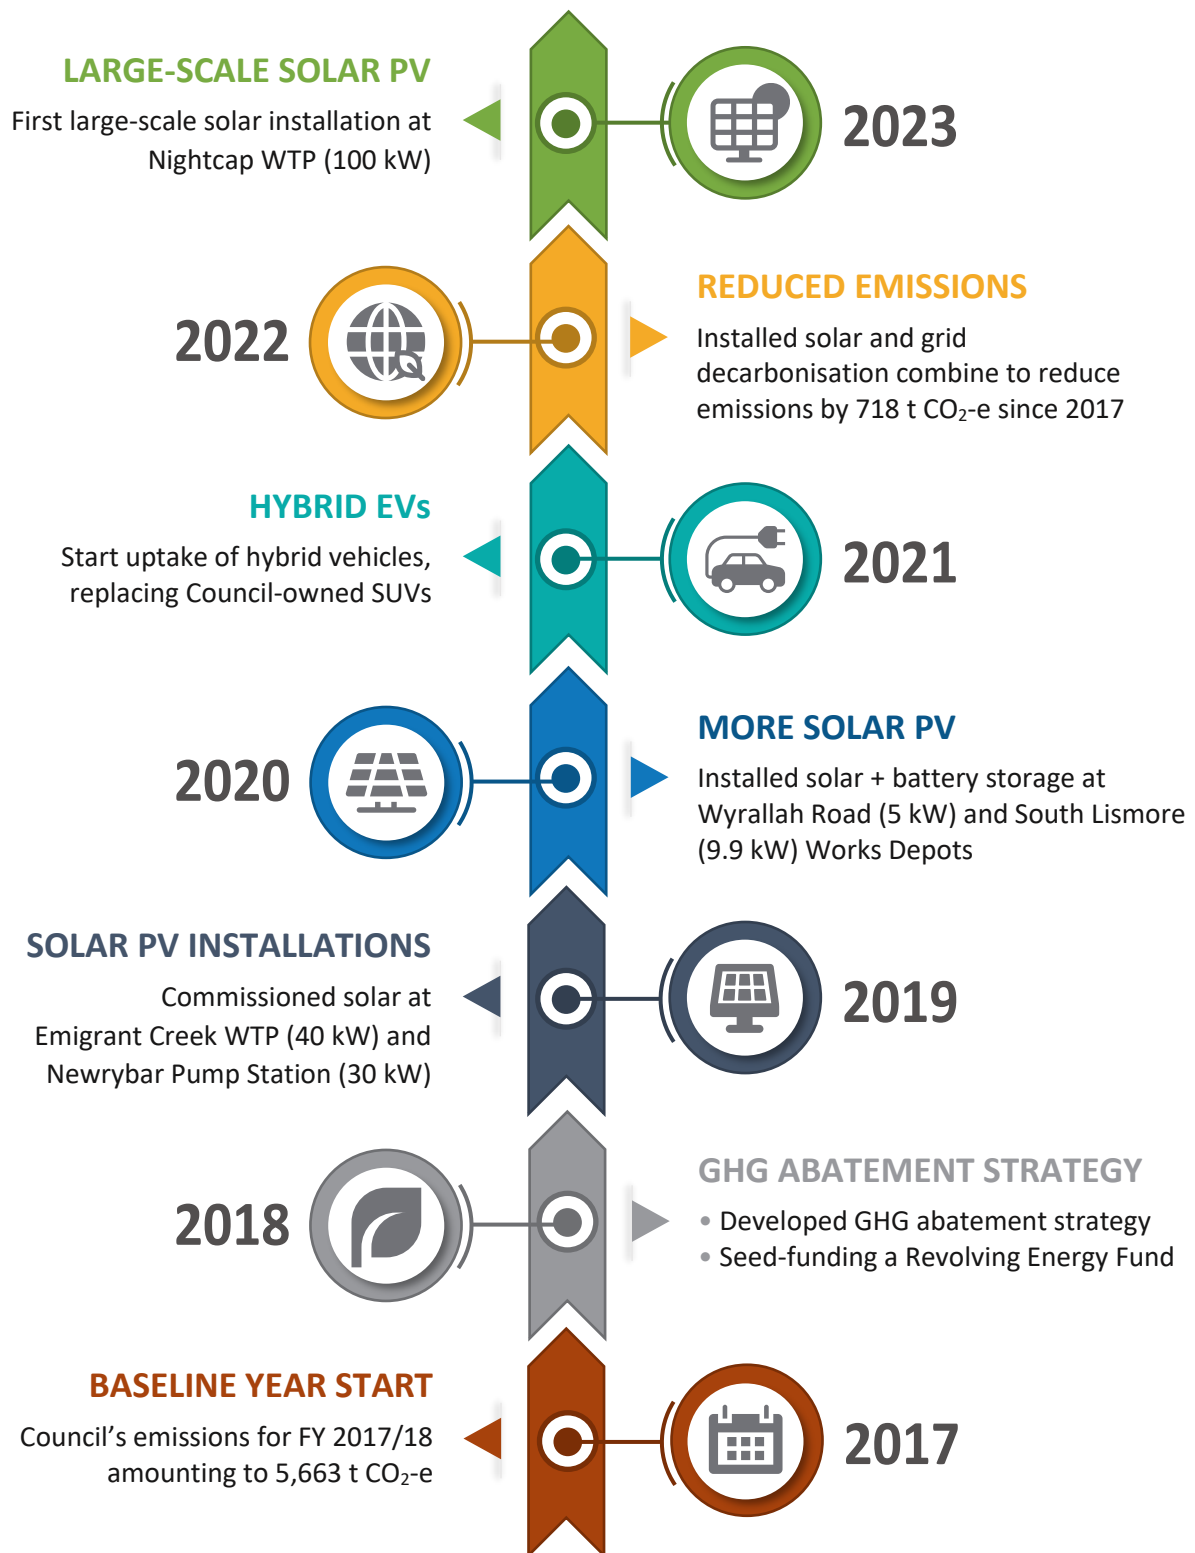 LARGE-SCALE SOLAR PV
First large-scale solar installation at
Nightcap WTP (100 kW)
2023
2022
REDUCED EMISSIONS
Installed solar and grid
decarbonisation combine to reduce
emissions by 718 t CO₂-e since 2017
HYBRID EVs
Start uptake of hybrid vehicles,
replacing Council-owned SUVs
2021
2020
MORE SOLAR PV
Installed solar + battery storage at
Wyrallah Road (5 kW) and South Lismore
(9.9 kW) Works Depots
SOLAR PV INSTALLATIONS
Commissioned solar at
Emigrant Creek WTP (40 kW) and
Newrybar Pump Station (30 kW)
2019
2018
GHG ABATEMENT STRATEGY
• Developed GHG abatement strategy
• Seed-funding a Revolving Energy Fund
BASELINE YEAR START
Council’s emissions for FY 2017/18
amounting to 5,663 t CO₂-e
2017